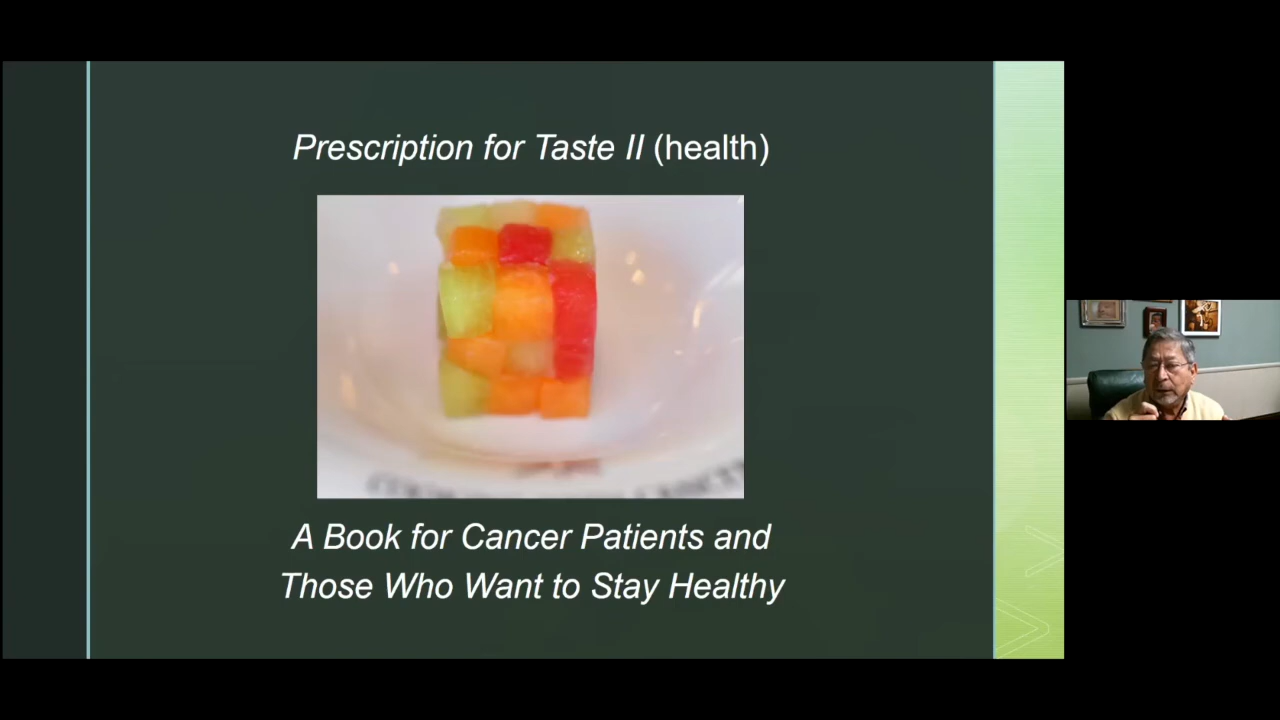 Prescription for Taste II (health)
A Book for Cancer Patients and
Those Who Want to Stay Healthy